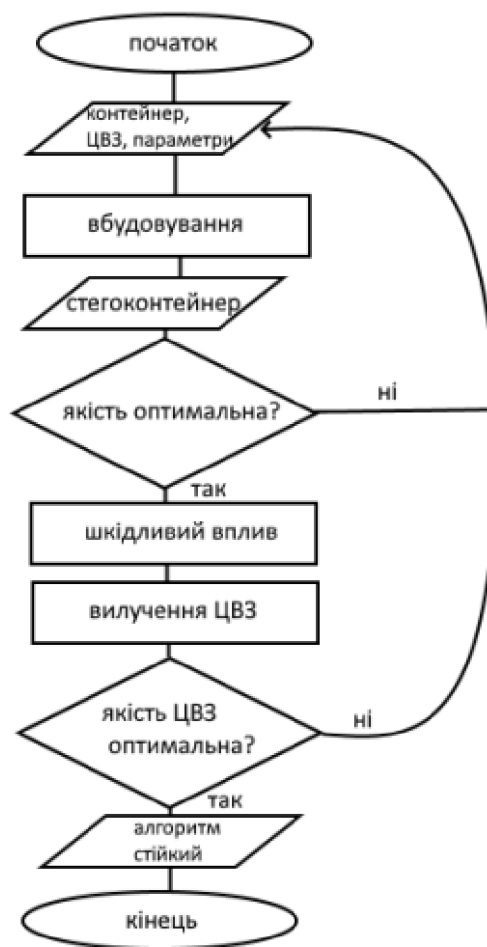 початок
контейнер,
ЦВЗ, параметри
вбудовування
стегоконтейнер
якість оптимальна?
ні
так
шкідливий вплив
вилучення ЦВЗ
якість ЦВЗ
оптимальна?
ні
так
алгоритм
стійкий
кінець